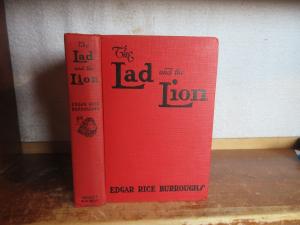 The
Lad
and the
Lion
EDGAR RICE
BURROUGHS
The
Lad
and the
Lion
EDGAR RICE BURROUGHS